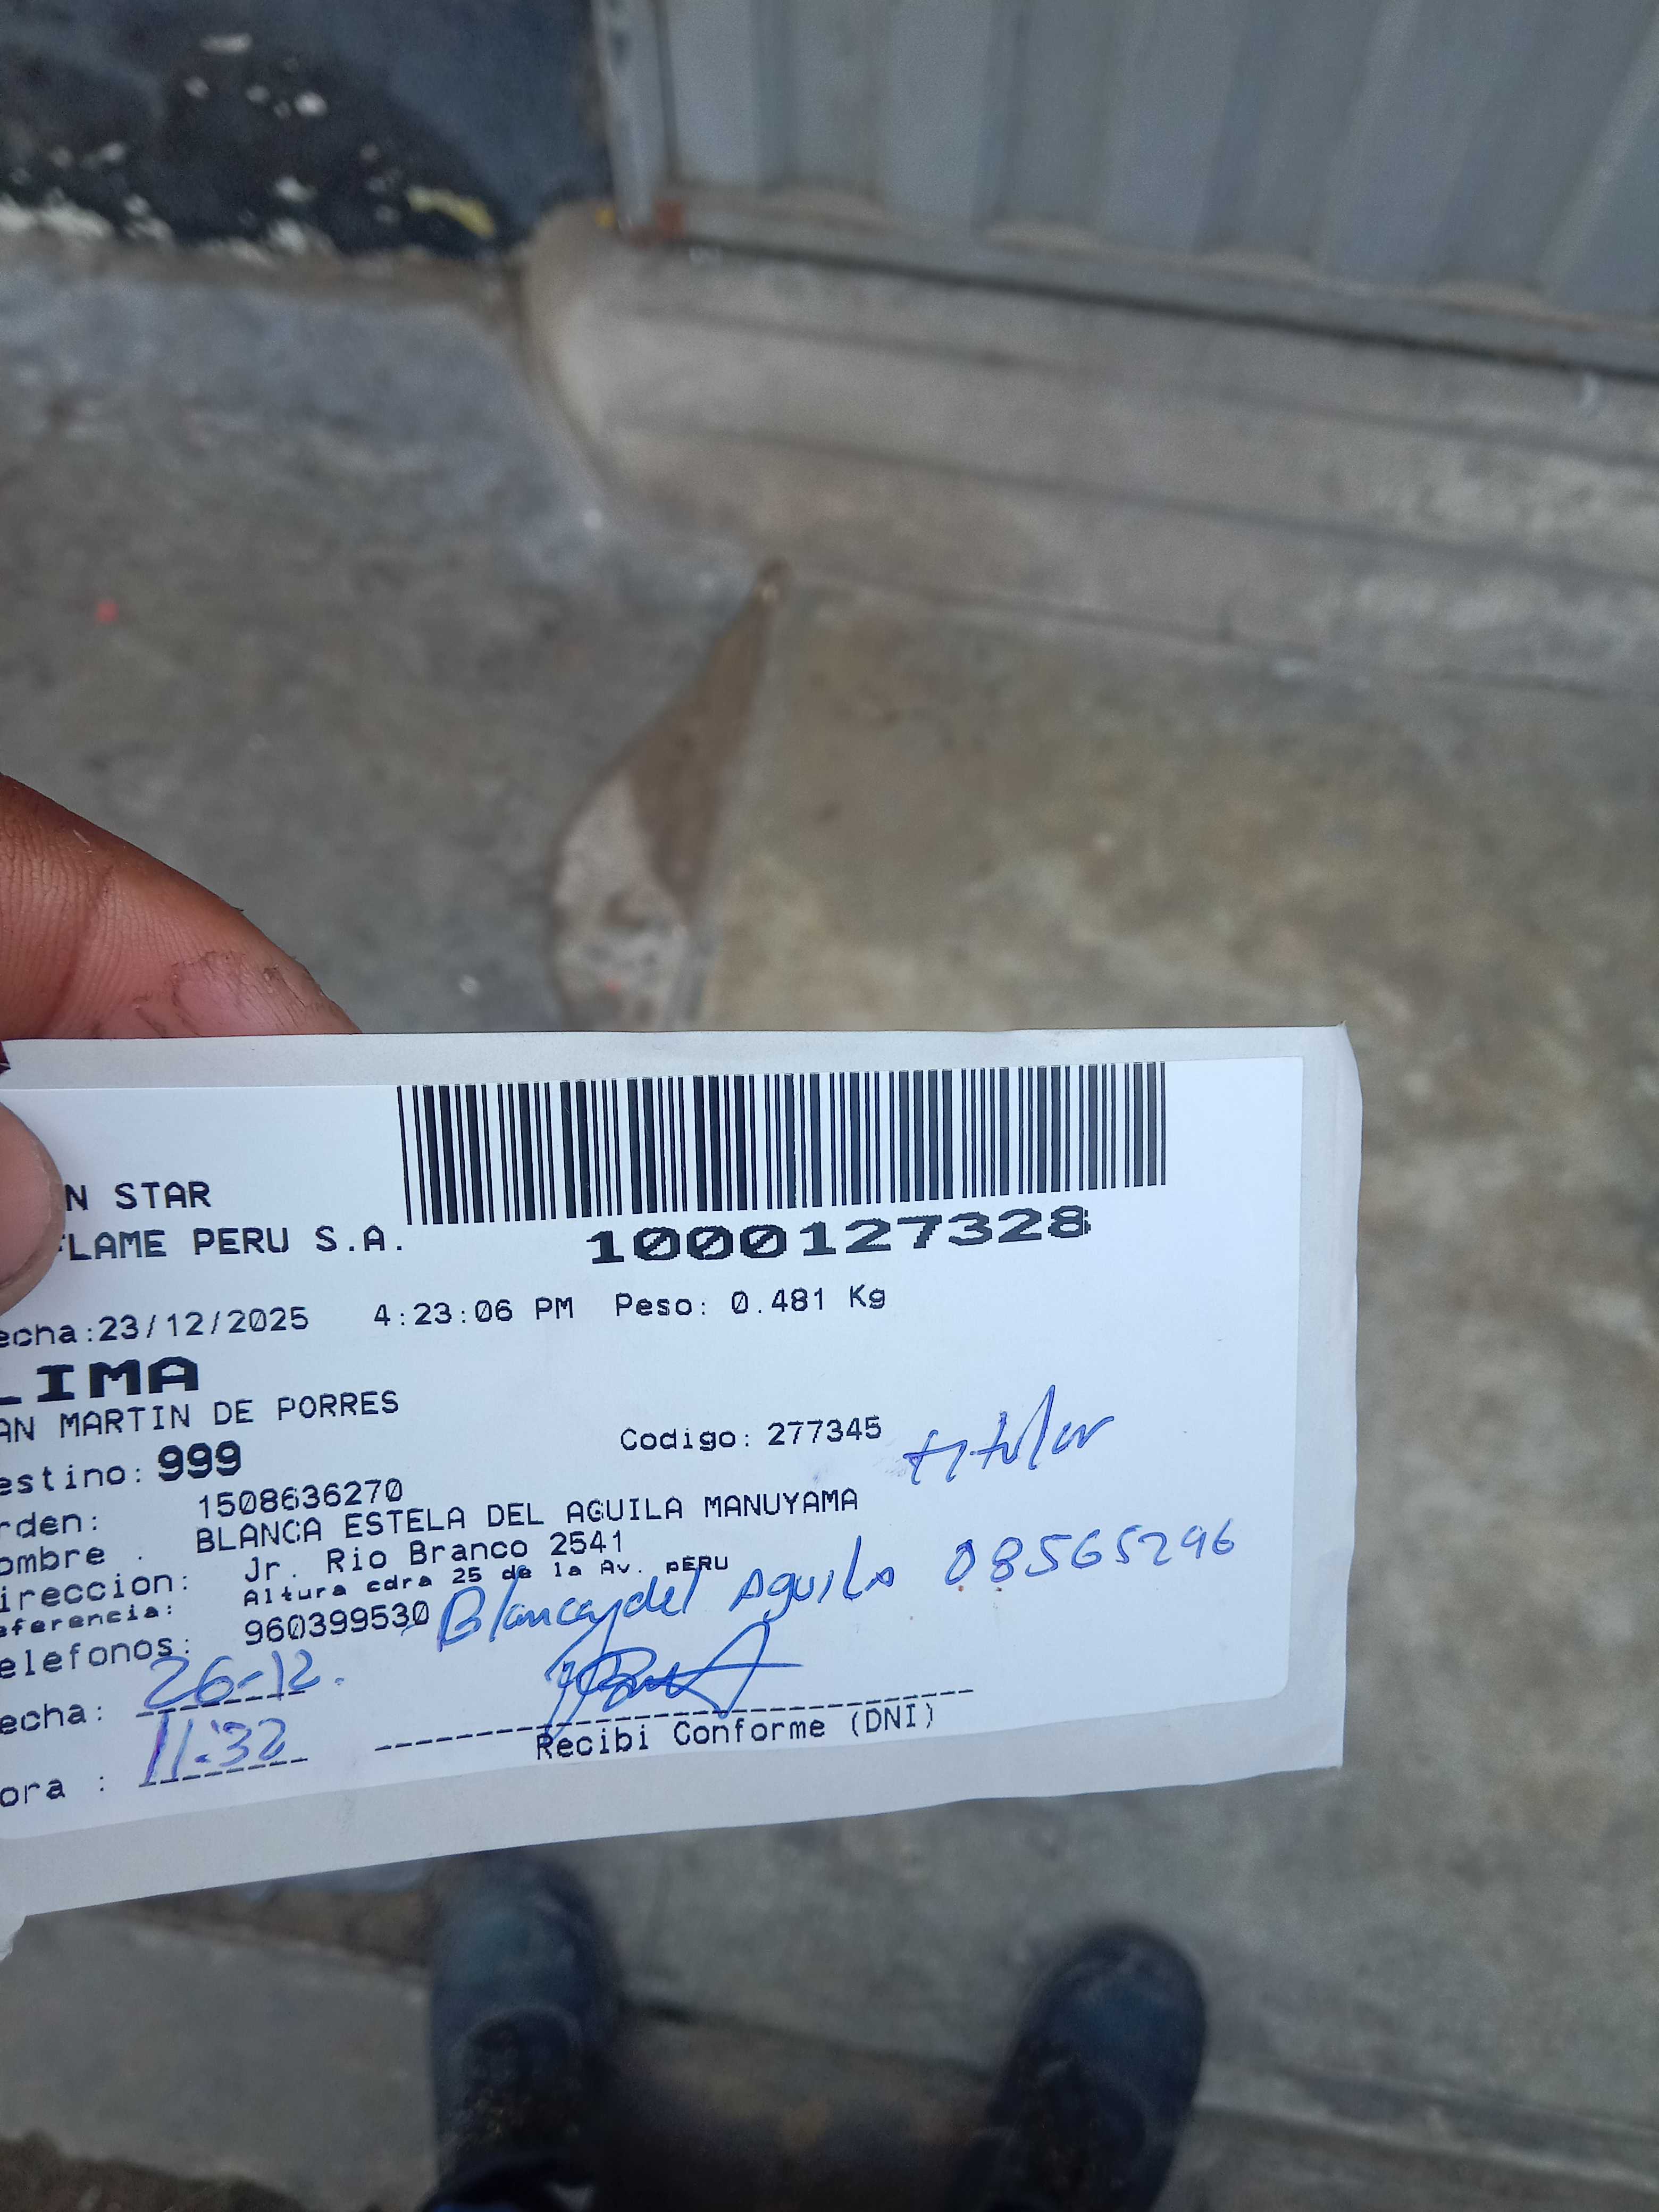 N STAR
FLAME PERU S.A.
1000127328
echa:23/12/2025 4:23:06 PM Peso: 0.481 Kg
LIMA
AN MARTIN DE PORRES
estino: 999 Codigo: 277345 titular
rden: 1508636270
ombre . BLANCA ESTELA DEL AGUILA MANUYAMA
ireccion: Jr. Rio Branco 2541
eferencia: Altura cdra 25 de la Av. pERU
elefonos: 960399530 Blanca del Aguila 08565296
echa: 26-12.
ora : 11:32
Recibi Conforme (DNI)